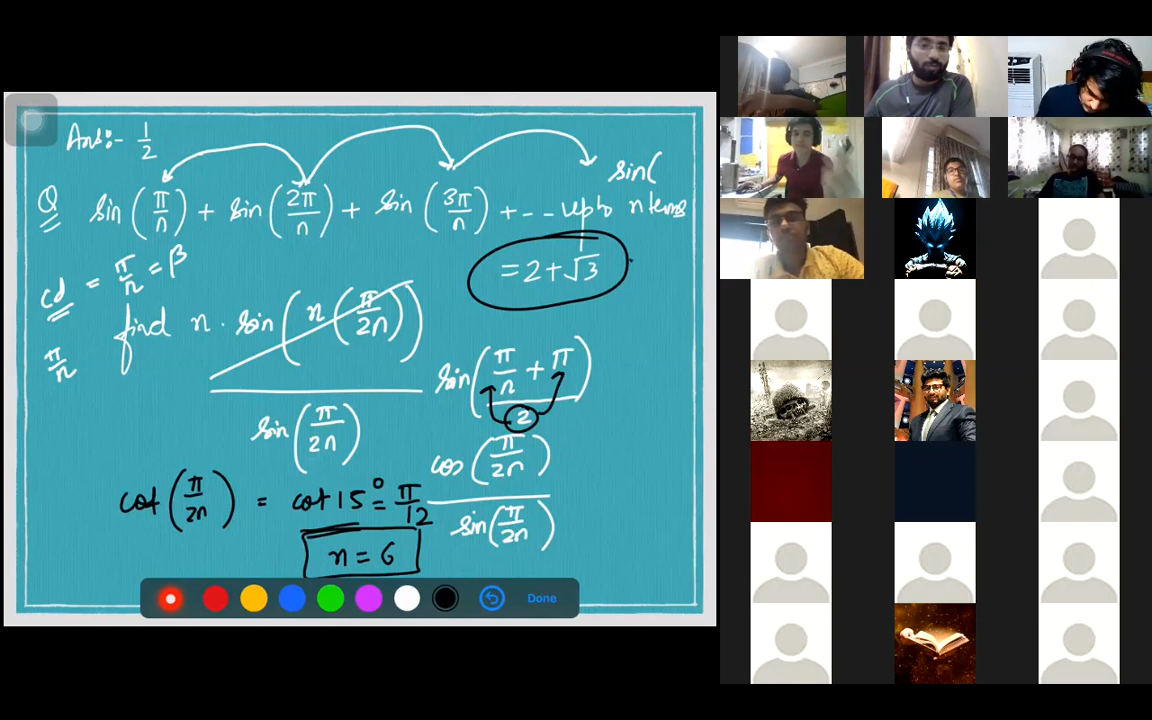 Ans:- 1/2
sin(
Q sin(π/n) + sin(2π/n) + sin(3π/n) + -- upto n terms
= 2+√3
cd = π/n = β
π/n
find n · sin(n(π/2n))
sin(π/2n)
sin(π/n + π)
2
cos(π/2n)
sin(π/2n)
cot(π/2n) = cot 15° = π/12
n = 6
Done